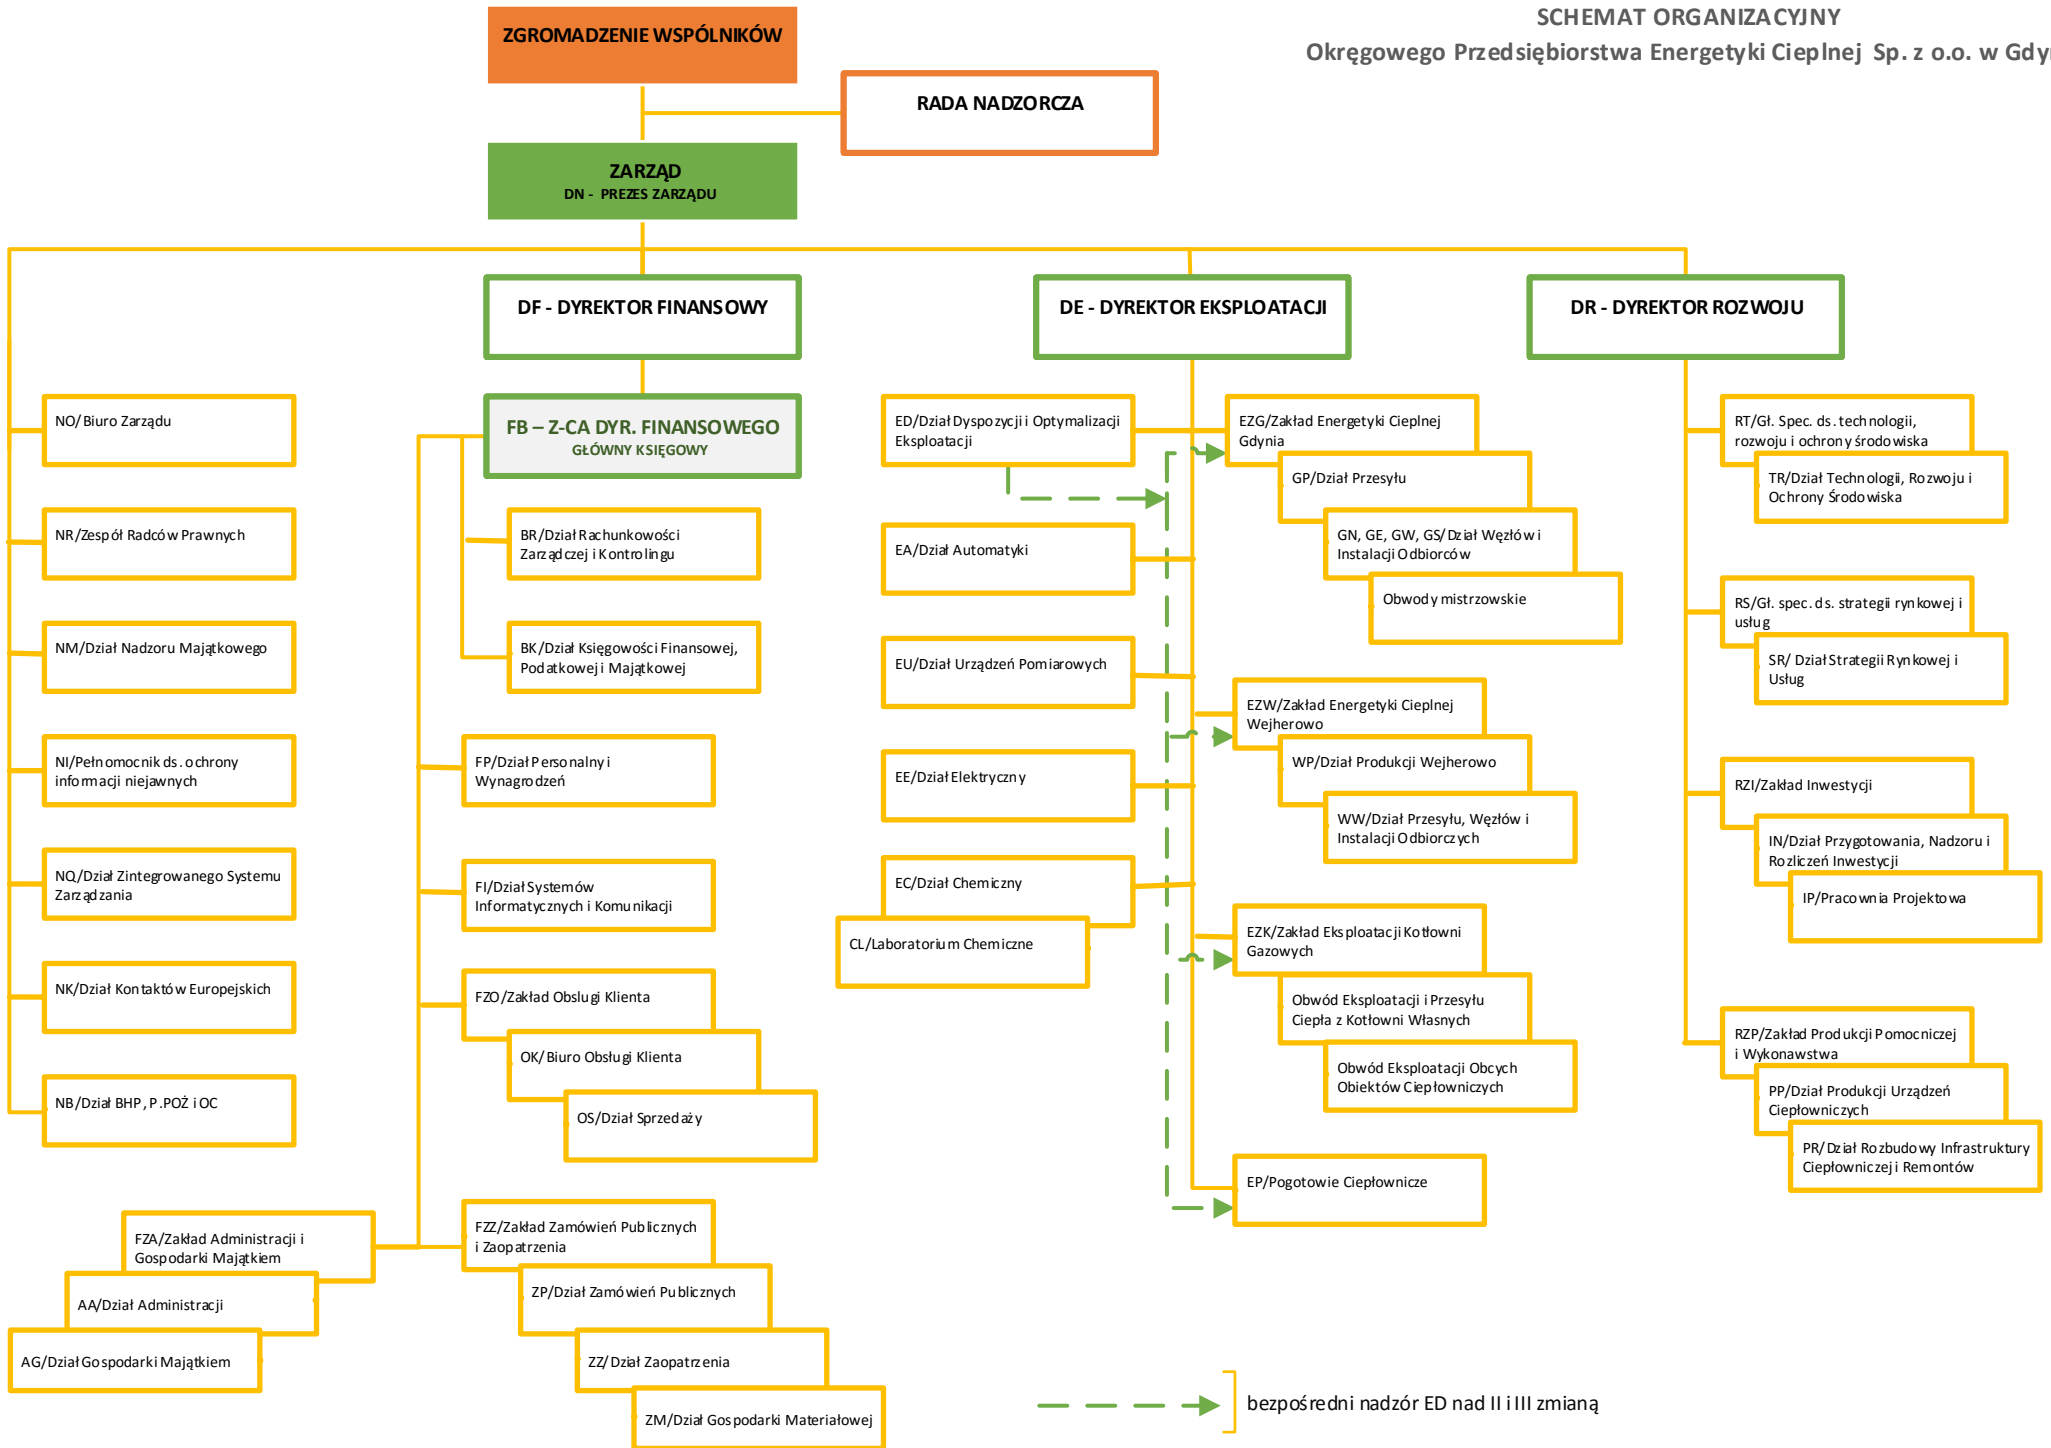 SCHEMAT ORGANIZACYJNY
Okręgowego Przedsiębiorstwa Energetyki Cieplnej Sp. z o.o. w Gdy
ZGROMADZENIE WSPÓLNIKÓW
RADA NADZORCZA
ZARZĄD
DN - PREZES ZARZĄDU
DF - DYREKTOR FINANSOWY
DE - DYREKTOR EKSPLOATACJI
DR - DYREKTOR ROZWOJU
NO/Biuro Zarządu
NR/Zespół Radców Prawnych
NM/Dział Nadzoru Majątkowego
NI/Pełnomocnik ds. ochrony
informacji niejawnych
NQ/Dział Zintegrowanego Systemu
Zarządzania
NK/Dział Kontaktów Europejskich
NB/Dział BHP, P.POŻ i OC
FB – Z-CA DYR. FINANSOWEGO
GŁÓWNY KSIĘGOWY
BR/Dział Rachunkowości
Zarządczej i Kontrolingu
BK/Dział Księgowości Finansowej,
Podatkowej i Majątkowej
FP/Dział Personalny i
Wynagrodzeń
FI/Dział Systemów
Informatycznych i Komunikacji
FZO/Zakład Obslugi Klienta
OK/Biuro Obsługi Klienta
OS/Dział Sprzedaży
FZA/Zakład Administracji i
Gospodarki Majątkiem
AA/Dział Administracji
AG/Dział Gospodarki Majątkiem
FZZ/Zakład Zamówień Publicznych
i Zaopatrzenia
ZP/Dział Zamówień Publicznych
ZZ/Dział Zaopatrzenia
ZM/Dział Gospodarki Materiałowej
ED/Dział Dyspozycji i Optymalizacji
Eksploatacji
EA/Dział Automatyki
EU/Dział Urządzeń Pomiarowych
EE/Dział Elektryczny
EC/Dział Chemiczny
CL/Laboratorium Chemiczne
EZG/Zakład Energetyki Cieplnej
Gdynia
GP/Dział Przesyłu
GN, GE, GW, GS/Dział Węzłów i
Instalacji Odbiorców
Obwody mistrzowskie
EZW/Zakład Energetyki Cieplnej
Wejherowo
WP/Dział Produkcji Wejherowo
WW/Dział Przesyłu, Węzłów i
Instalacji Odbiorczych
EZK/Zakład Eksploatacji Kotłowni
Gazowych
Obwód Eksploatacji i Przesyłu
Ciepła z Kotłowni Własnych
Obwód Eksploatacji Obcych
Obiektów Ciepłowniczych
EP/Pogotowie Ciepłownicze
RT/Gł. Spec. ds. technologii,
rozwoju i ochrony środowiska
TR/Dział Technologii, Rozwoju i
Ochrony Środowiska
RS/Gł. spec. ds. strategii rynkowej i
usług
SR/ Dział Strategii Rynkowej i
Usług
RZI/Zakład Inwestycji
IN/Dział Przygotowania, Nadzoru i
Rozliczeń Inwestycji
IP/Pracownia Projektowa
RZP/Zakład Produkcji Pomocniczej
i Wykonawstwa
PP/Dział Produkcji Urządzeń
Ciepłowniczych
PR/Dział Rozbudowy Infrastruktury
Ciepłowniczej i Remontów
bezpośredni nadzór ED nad II i III zmianą